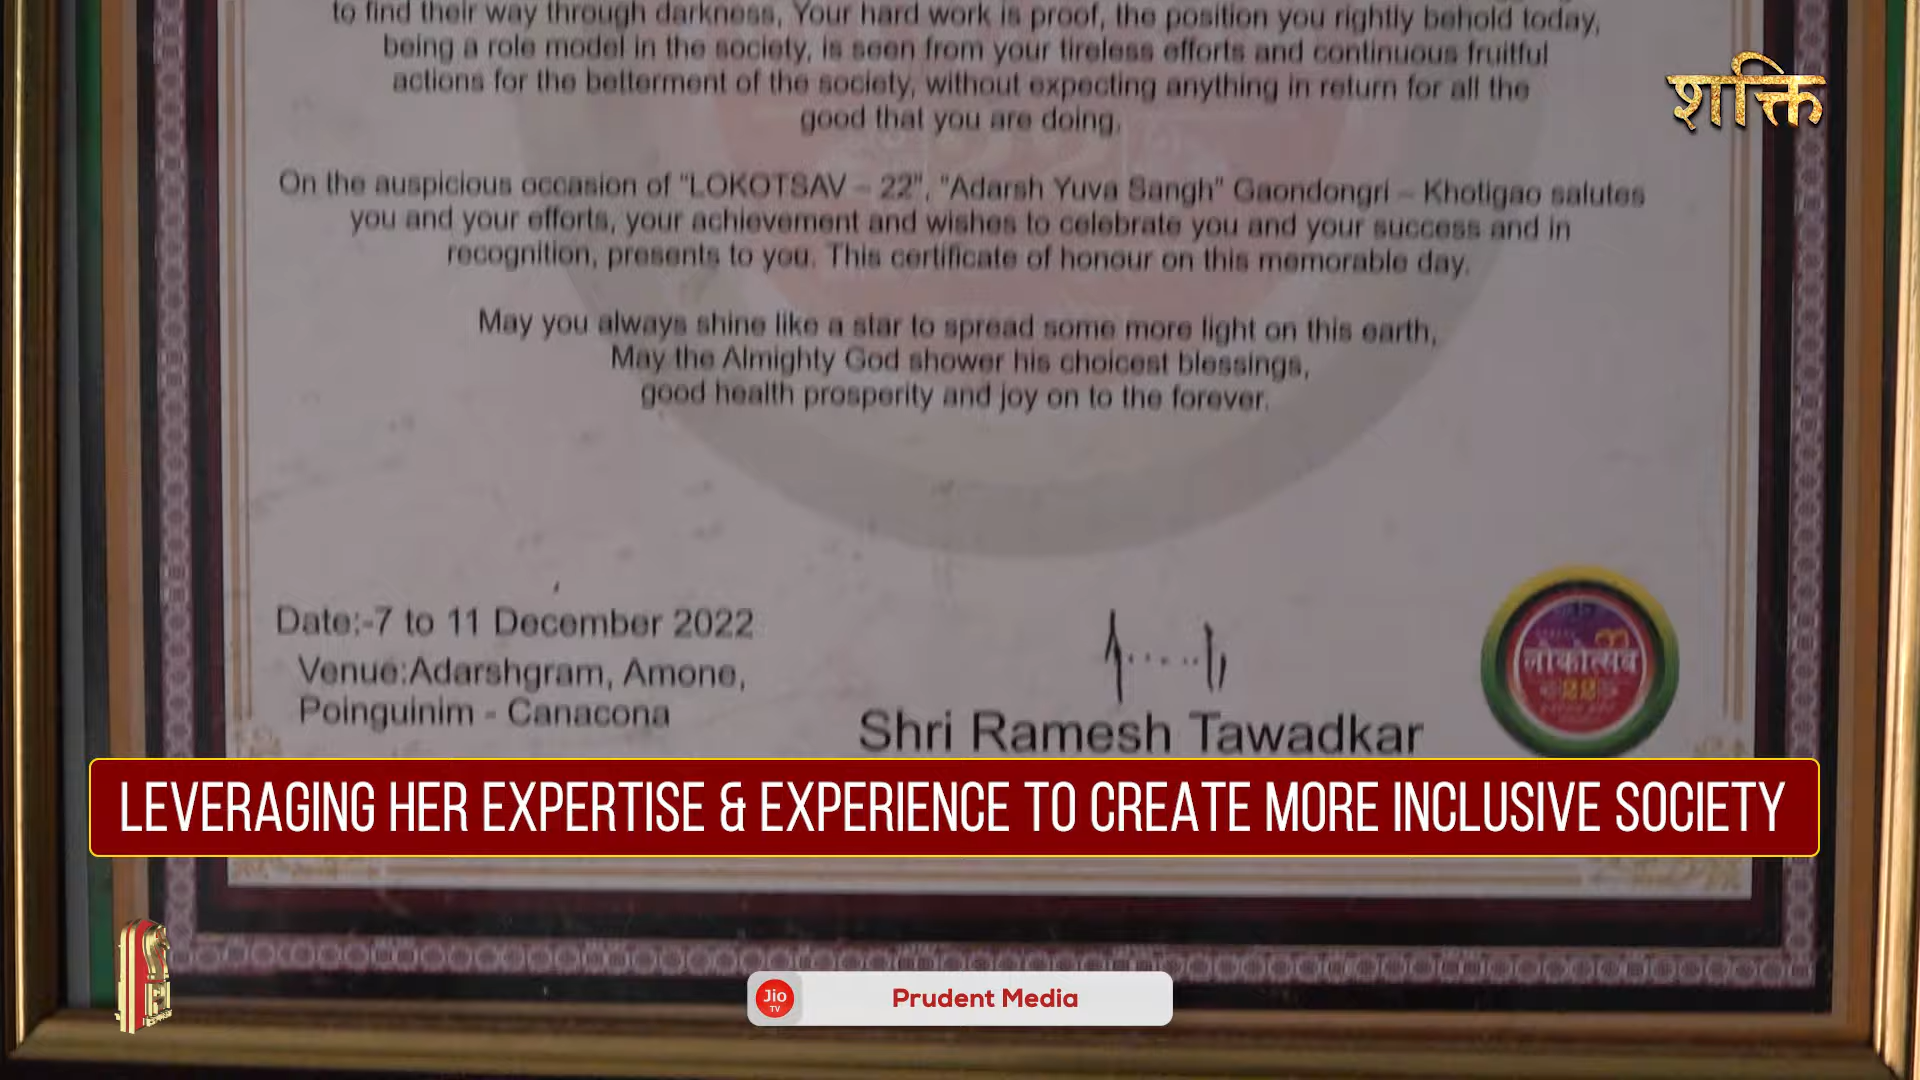 to find their way through darkness, Your hard work is proof, the position you rightly behold today,
being a role model in the society, is seen from your tireless efforts and continuous fruitful
actions for the betterment of the society, without expecting anything in return for all the
good that you are doing.
शक्ति
On the auspicious occasion of "LOKOTSAV – 22", "Adarsh Yuva Sangh" Gaondongri – Khotigao salutes
you and your efforts, your achievement and wishes to celebrate you and your success and in
recognition, presents to you. This certificate of honour on this memorable day.
May you always shine like a star to spread some more light on this earth,
May the Almighty God shower his choicest blessings,
good health prosperity and joy on to the forever.
Date:-7 to 11 December 2022
Venue:Adarshgram, Amone,
Poinguinim - Canacona
Shri Ramesh Tawadkar
लोकोत्सव
22
LEVERAGING HER EXPERTISE & EXPERIENCE TO CREATE MORE INCLUSIVE SOCIETY
Jio
TV
Prudent Media